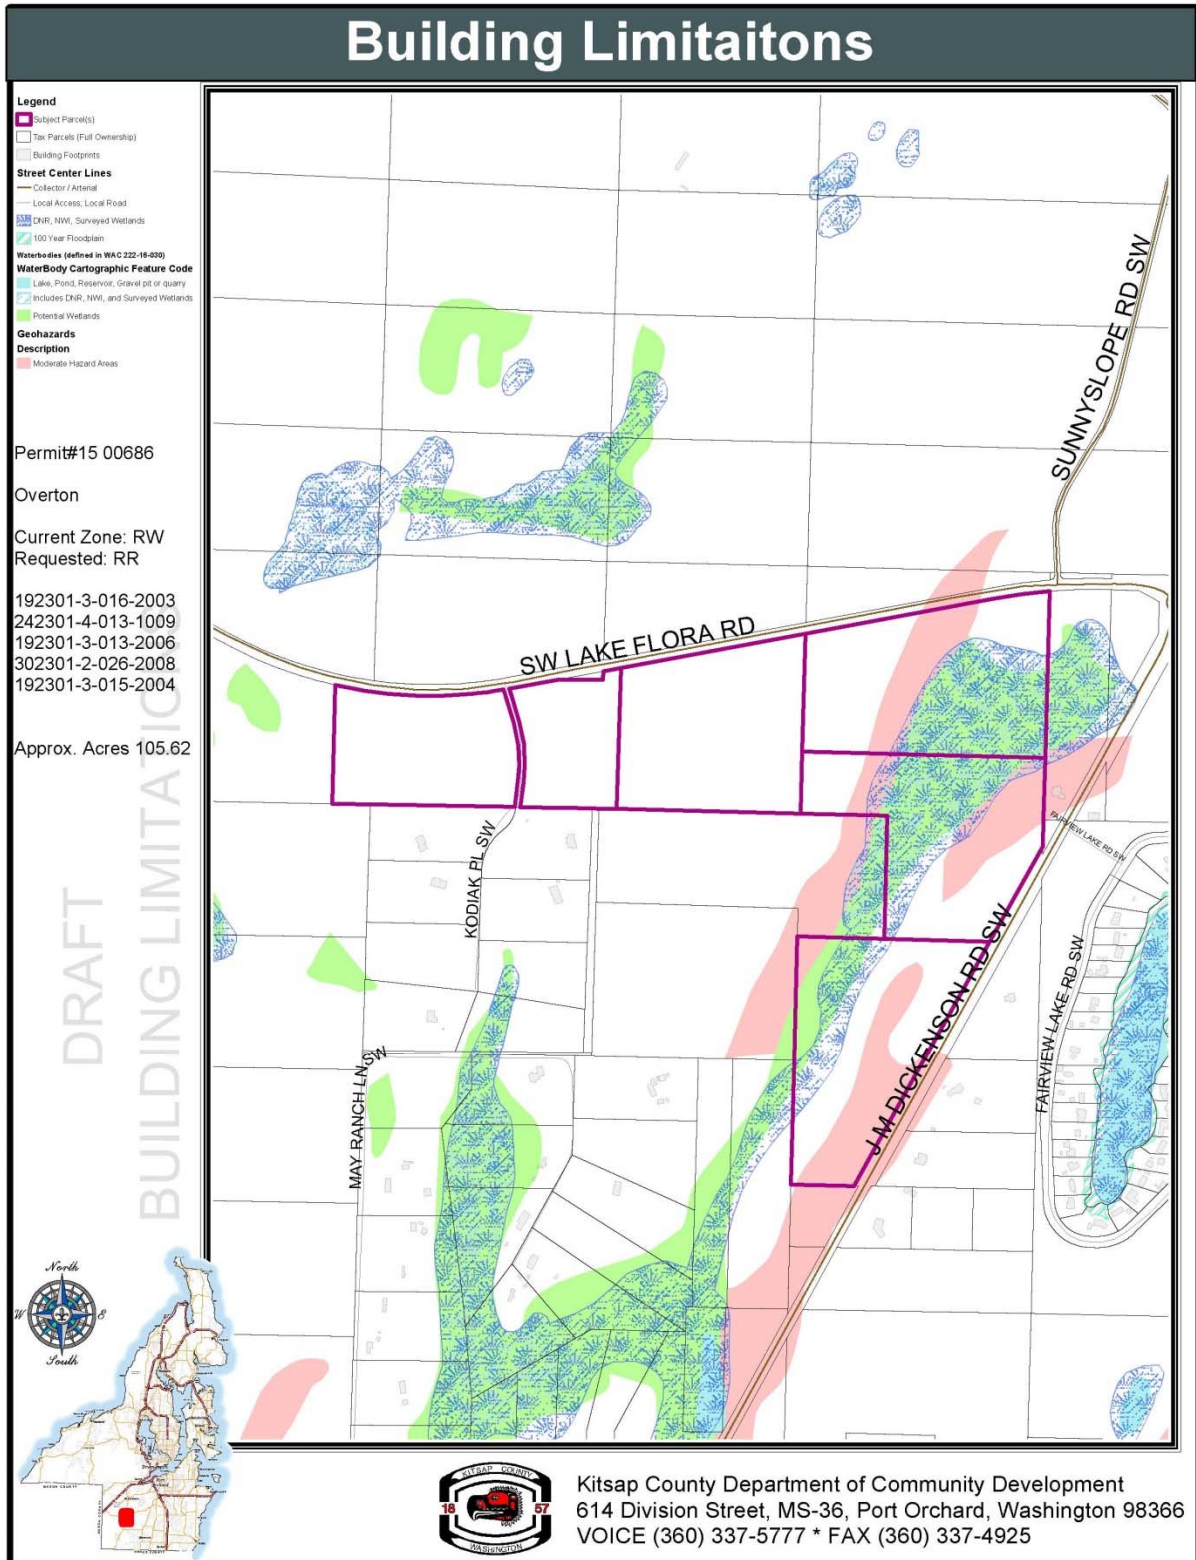 Building Limitaitons
Legend
Subject Parcel(s)
Tax Parcels (Full Ownership)
Building Footprints
Street Center Lines
Collector / Arterial
Local Access; Local Road
DNR, NWI, Surveyed Wetlands
100 Year Floodplain
Waterbodies (defined in WAC 222-16-030)
WaterBody Cartographic Feature Code
Lake, Pond, Reservoir, Gravel pit or quarry
Includes DNR, NWI, and Surveyed Wetlands
Potential Wetlands
Geohazards
Description
Moderate Hazard Areas
Permit#15 00686
Overton
Current Zone: RW
Requested: RR
192301-3-016-2003
242301-4-013-1009
192301-3-013-2006
302301-2-026-2008
192301-3-015-2004
Approx. Acres 105.62
DRAFT
BUILDING LIMITATIONS
SUNNYSLOPE RD SW
SW LAKE FLORA RD
KODIAK PL SW
FAIRVIEW LAKE RD SW
J M DICKENSON RD SW
FAIRVIEW LAKE RD SW
MAY RANCH LN SW
North
W
E
South
KITSAP COUNTY
18 57
WASHINGTON
Kitsap County Department of Community Development
614 Division Street, MS-36, Port Orchard, Washington 98366
VOICE (360) 337-5777 * FAX (360) 337-4925